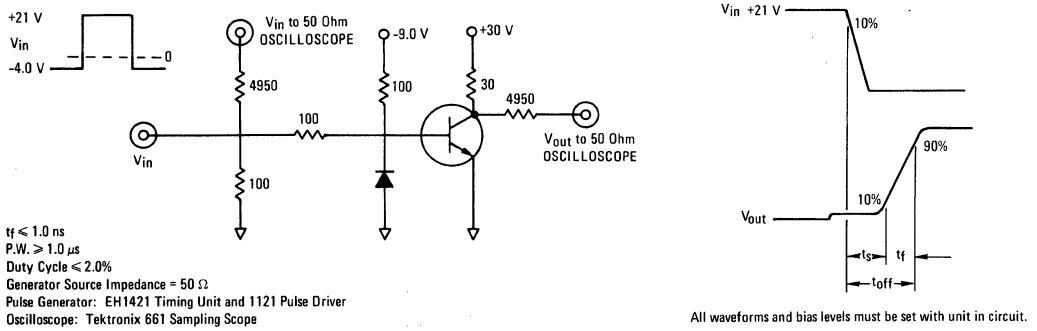 +21 V
Vin
0
-4.0 V
Vin to 50 Ohm
OSCILLOSCOPE
-9.0 V
+30 V
4950
100
30
4950
100
Vin
Vout to 50 Ohm
OSCILLOSCOPE
100
tf ≤ 1.0 ns
P.W. ≥ 1.0 μs
Duty Cycle ≤ 2.0%
Generator Source Impedance = 50 Ω
Pulse Generator: EH1421 Timing Unit and 1121 Pulse Driver
Oscilloscope: Tektronix 661 Sampling Scope
Vin +21 V
10%
90%
10%
Vout
ts
tf
toff
All waveforms and bias levels must be set with unit in circuit.